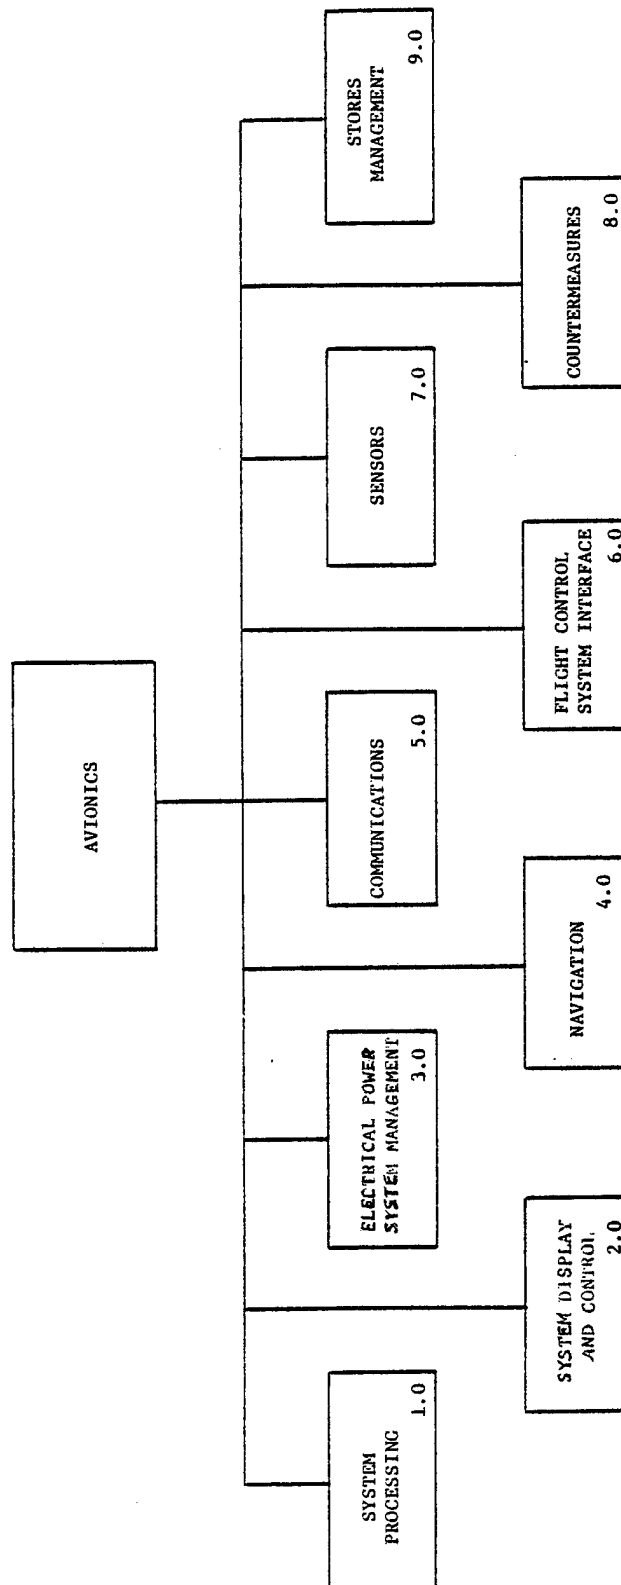 AVIONICS
SYSTEM
PROCESSING
1.0
SYSTEM DISPLAY
AND CONTROL
2.0
ELECTRICAL POWER
SYSTEM MANAGEMENT
3.0
NAVIGATION
4.0
COMMUNICATIONS
5.0
FLIGHT CONTROL
SYSTEM INTERFACE
6.0
SENSORS
7.0
COUNTERMEASURES
8.0
STORES
MANAGEMENT
9.0